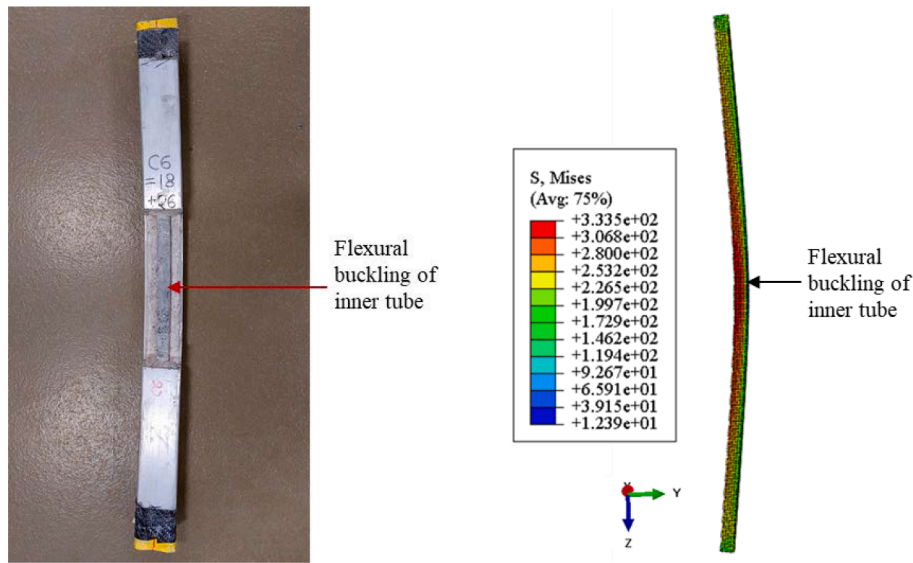 C6
=18
Flexural
buckling of
inner tube
S, Mises
(Avg: 75%)
+3.335e+02
+3.068e+02
+2.800e+02
+2.532e+02
+2.265e+02
+1.997e+02
+1.729e+02
+1.462e+02
+1.194e+02
+9.267e+01
+6.591e+01
+3.915e+01
+1.239e+01
Flexural
buckling of
inner tube
Y
Z